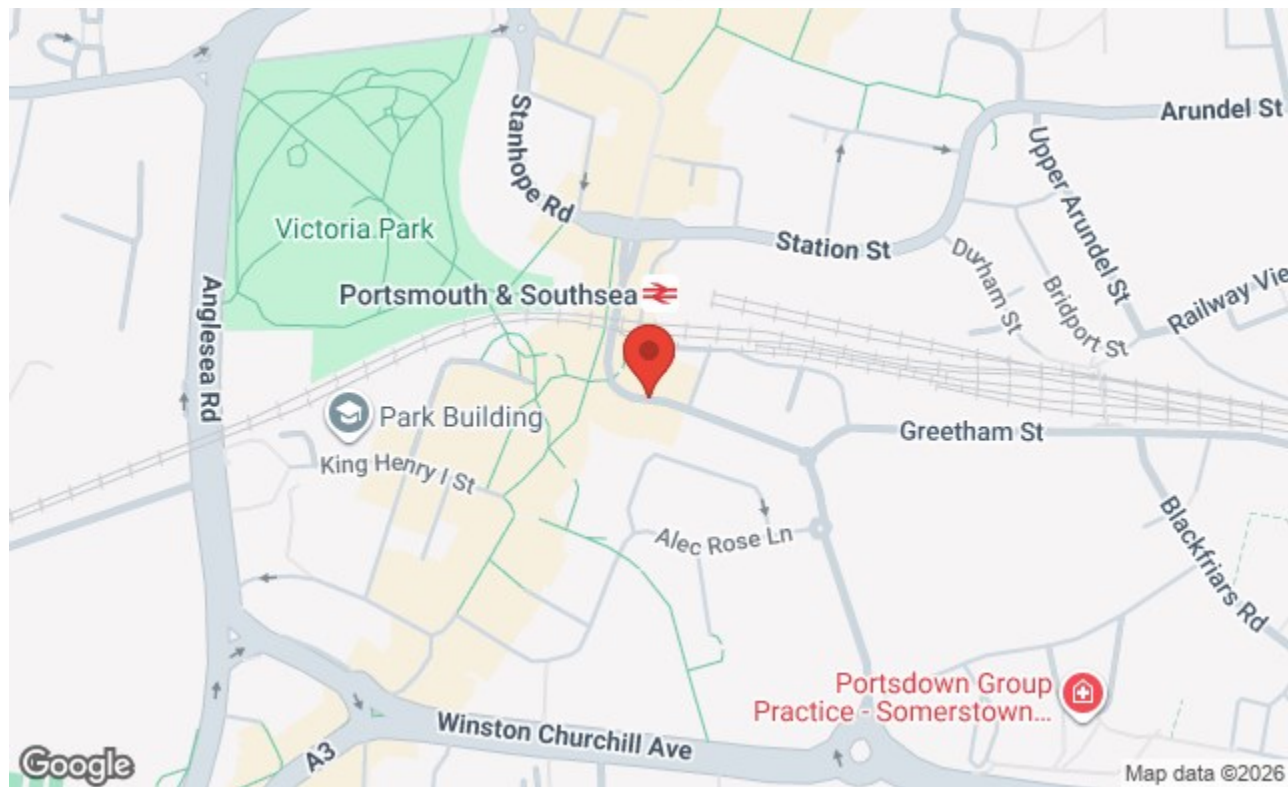 Arundel St
Stanhope Rd
Upper Arundel St
Victoria Park
Station St
Durham St
Bridport St
Railway Vie
Portsmouth & Southsea
Anglesea Rd
Park Building
Greetham St
King Henry I St
Alec Rose Ln
Blackfriars Rd
Portsdown Group
Practice - Somerstown...
Winston Churchill Ave
A3
Google
Map data ©2026